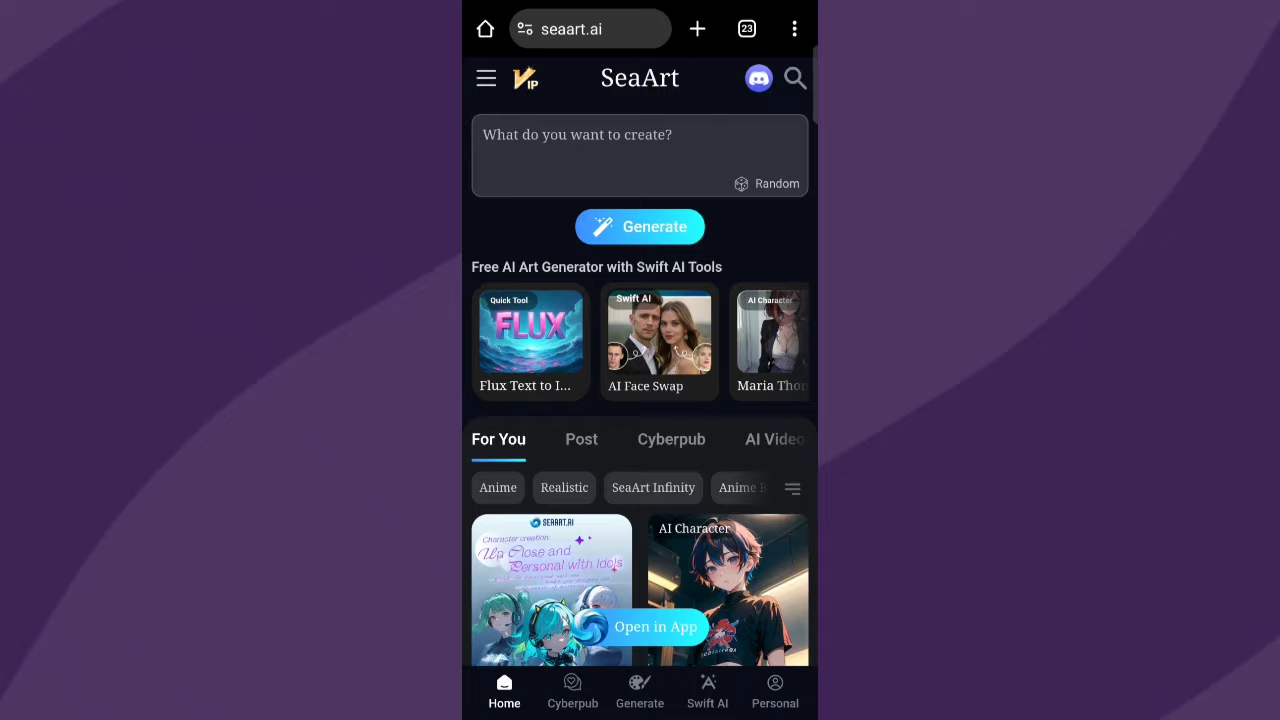 seaart.ai
23
VIP
SeaArt
What do you want to create?
Random
Generate
Free AI Art Generator with Swift AI Tools
Quick Tool
FLUX
Flux Text to I...
Swift AI
AI Face Swap
AI Character
Maria Thon
For You
Post
Cyberpub
AI Video
Anime
Realistic
SeaArt Infinity
Anime
SEAART.AI
Character creation.
Up Close and
Personal with Idols
AI Character
Open in App
Home
Cyberpub
Generate
Swift AI
Personal